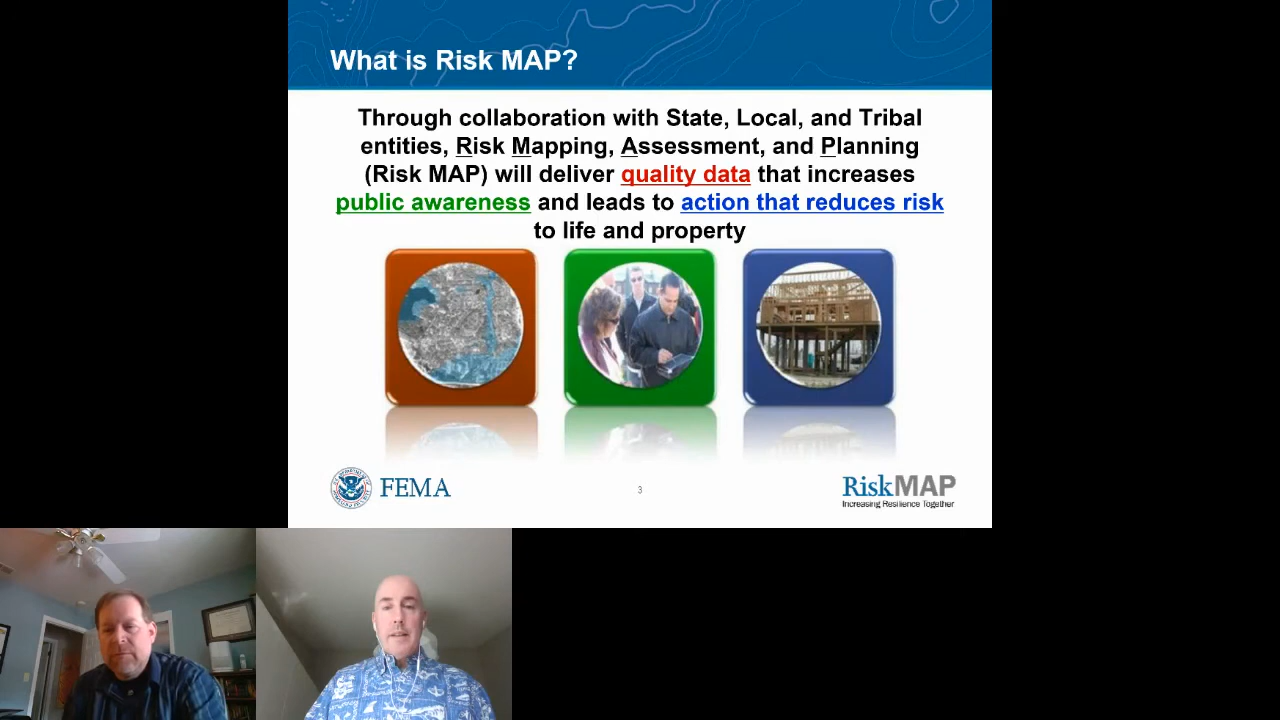 What is Risk MAP?
Through collaboration with State, Local, and Tribal
entities, Risk Mapping, Assessment, and Planning
(Risk MAP) will deliver quality data that increases
public awareness and leads to action that reduces risk
to life and property
FEMA
3
RiskMAP
Increasing Resilience Together